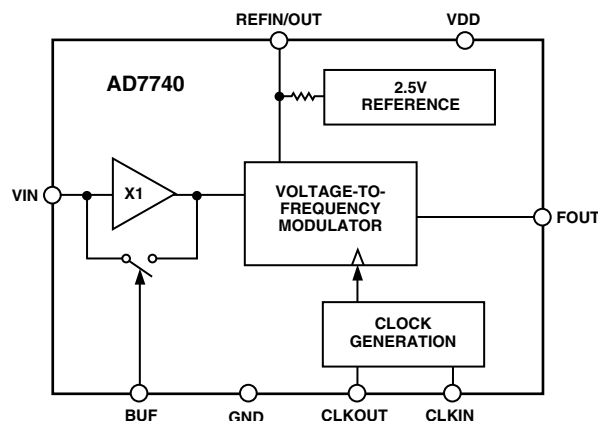 REFIN/OUT
VDD
AD7740
2.5V
REFERENCE
VIN
X1
VOLTAGE-TO-
FREQUENCY
MODULATOR
FOUT
CLOCK
GENERATION
BUF
GND
CLKOUT
CLKIN